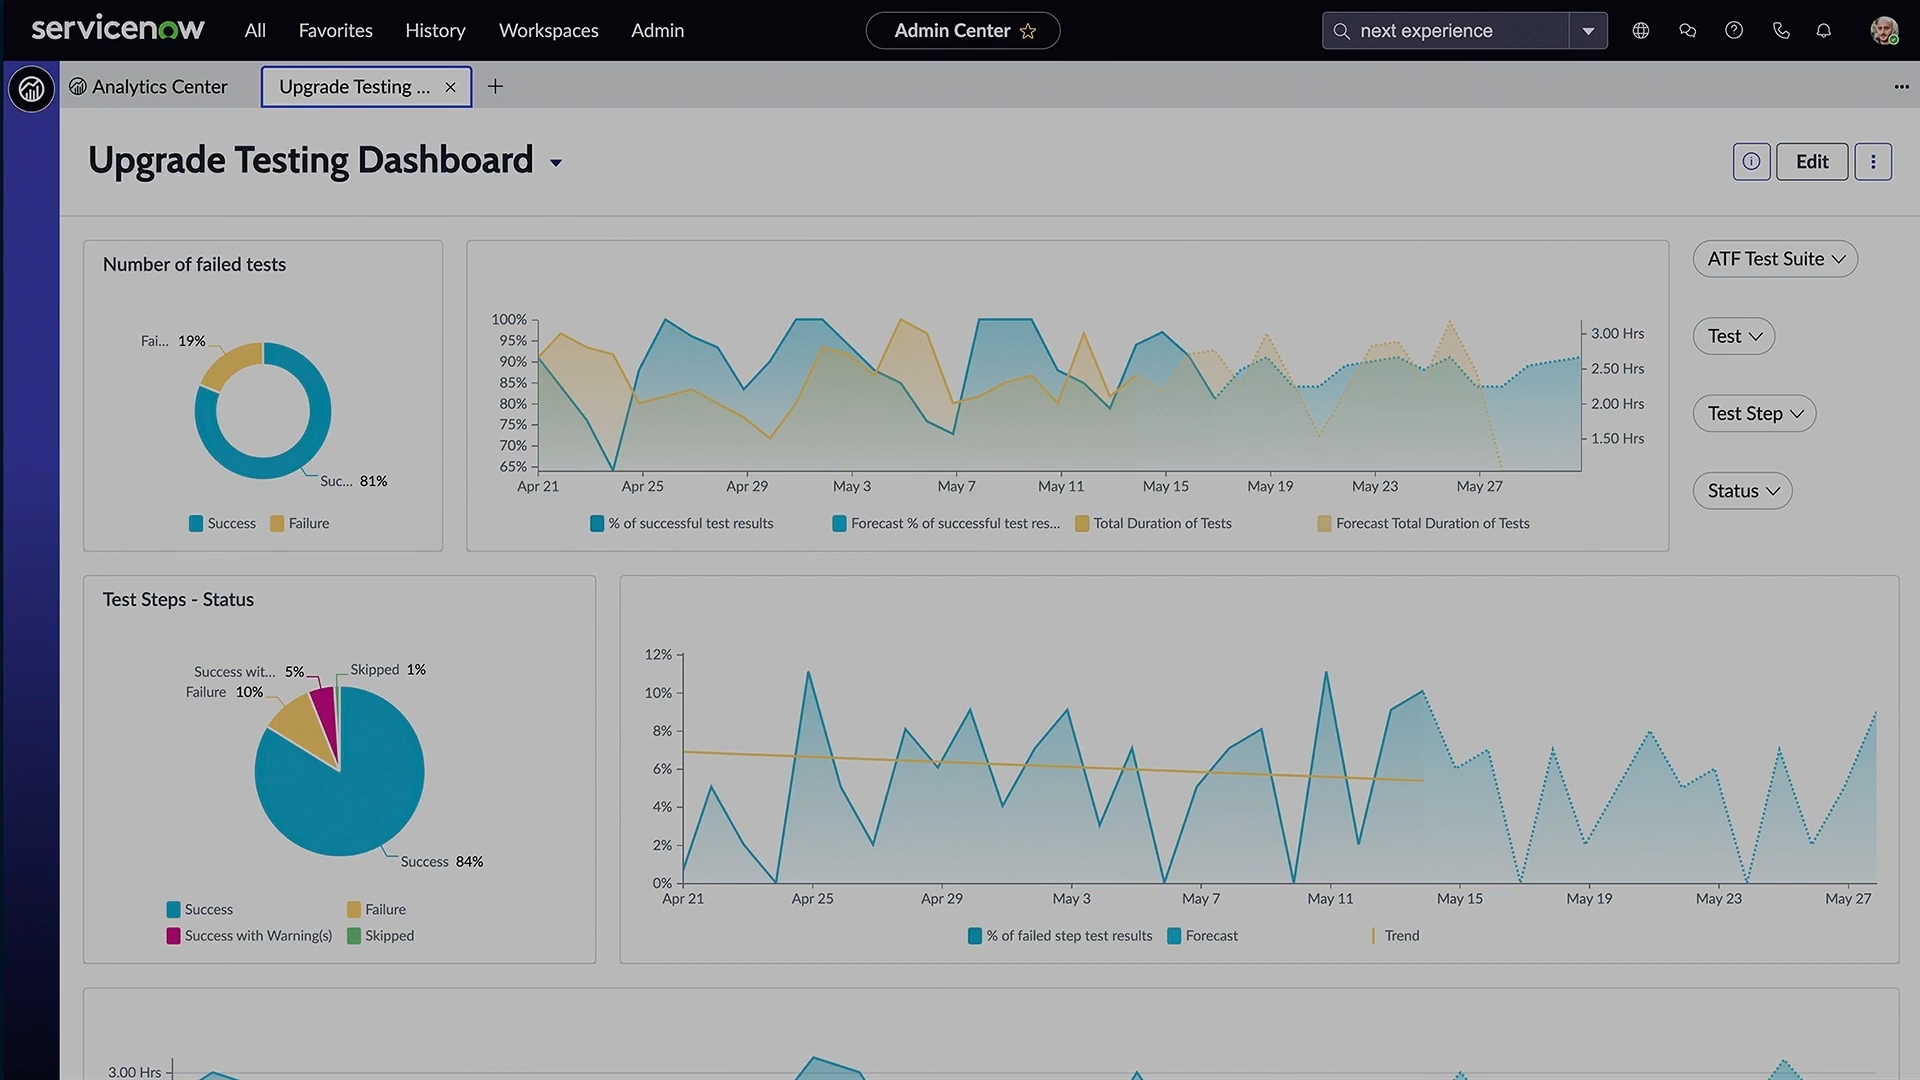 servicenow All Favorites History Workspaces Admin Admin Center next experience
Analytics Center Upgrade Testing ...
Upgrade Testing Dashboard Edit
Number of failed tests
Fai... 19%
Suc... 81%
Success Failure
100%
95%
90%
85%
80%
75%
70%
65%
3.00 Hrs
2.50 Hrs
2.00 Hrs
1.50 Hrs
Apr 21 Apr 25 Apr 29 May 3 May 7 May 11 May 15 May 19 May 23 May 27
% of successful test results Forecast % of successful test res... Total Duration of Tests Forecast Total Duration of Tests
ATF Test Suite
Test
Test Step
Status
Test Steps - Status
Success wit... 5% Skipped 1%
Failure 10%
Success 84%
Success Failure
Success with Warning(s) Skipped
12%
10%
8%
6%
4%
2%
0%
Apr 21 Apr 25 Apr 29 May 3 May 7 May 11 May 15 May 19 May 23 May 27
% of failed step test results Forecast Trend
3.00 Hrs